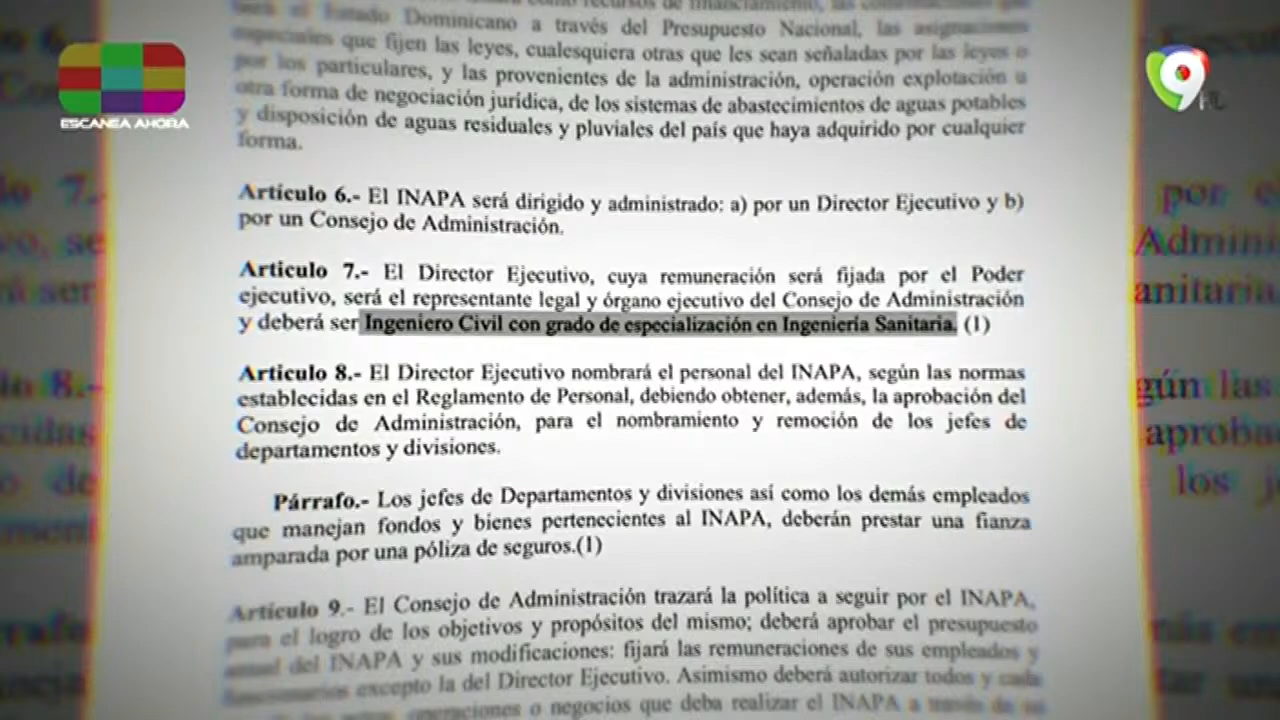 ESCANEA AHORA
9
será el Estado Dominicano a través del Presupuesto Nacional, las asignaciones
especiales que fijen las leyes, cualesquiera otras que les sean señaladas por las leyes o
por los particulares, y las provenientes de la administración, operación explotación u
otra forma de negociación jurídica, de los sistemas de abastecimientos de aguas potables
y disposición de aguas residuales y pluviales del país que haya adquirido por cualquier
forma.
Artículo 6.- El INAPA será dirigido y administrado: a) por un Director Ejecutivo y b)
por un Consejo de Administración.
Artículo 7.- El Director Ejecutivo, cuya remuneración será fijada por el Poder
ejecutivo, será el representante legal y órgano ejecutivo del Consejo de Administración
y deberá ser Ingeniero Civil con grado de especialización en Ingeniería Sanitaria. (1)
Artículo 8.- El Director Ejecutivo nombrará el personal del INAPA, según las normas
establecidas en el Reglamento de Personal, debiendo obtener, además, la aprobación del
Consejo de Administración, para el nombramiento y remoción de los jefes de
departamentos y divisiones.
Párrafo.- Los jefes de Departamentos y divisiones así como los demás empleados
que manejan fondos y bienes pertenecientes al INAPA, deberán prestar una fianza
amparada por una póliza de seguros.(1)
Artículo 9.- El Consejo de Administración trazará la política a seguir por el INAPA,
para el logro de los objetivos y propósitos del mismo; deberá aprobar el presupuesto
anual del INAPA y sus modificaciones: fijará las remuneraciones de sus empleados y
funcionarios excepto la del Director Ejecutivo. Asimismo deberá autorizar todos y cada
operaciones o negocios que deba realizar el INAPA a través de su